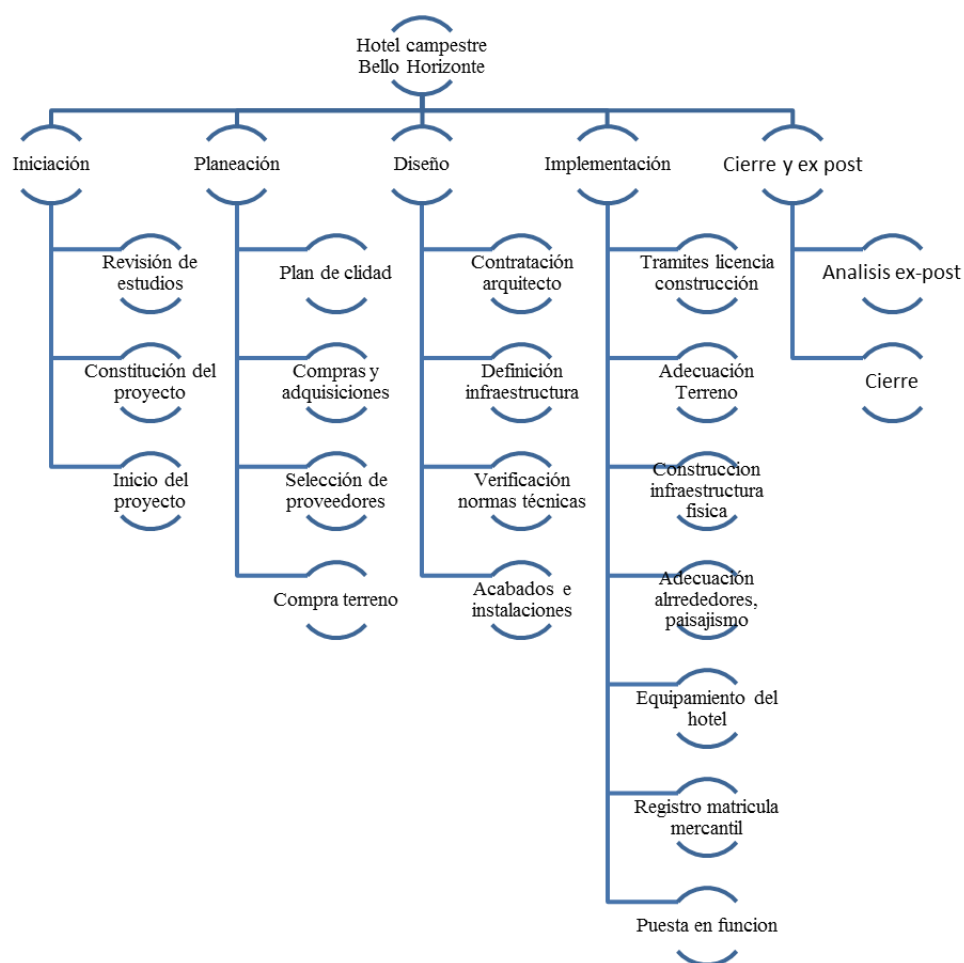 Hotel campestre
Bello Horizonte
Iniciación
Planeación
Diseño
Implementación
Cierre y ex post
Revisión de
estudios
Constitución del
proyecto
Inicio del
proyecto
Plan de clidad
Compras y
adquisiciones
Selección de
proveedores
Compra terreno
Contratación
arquitecto
Definición
infraestructura
Verificación
normas técnicas
Acabados e
instalaciones
Tramites licencia
construcción
Adecuación
Terreno
Construccion
infraestructura
fisica
Adecuación
alrrededores,
paisajismo
Equipamiento del
hotel
Registro matricula
mercantil
Puesta en funcion
Analisis ex-post
Cierre